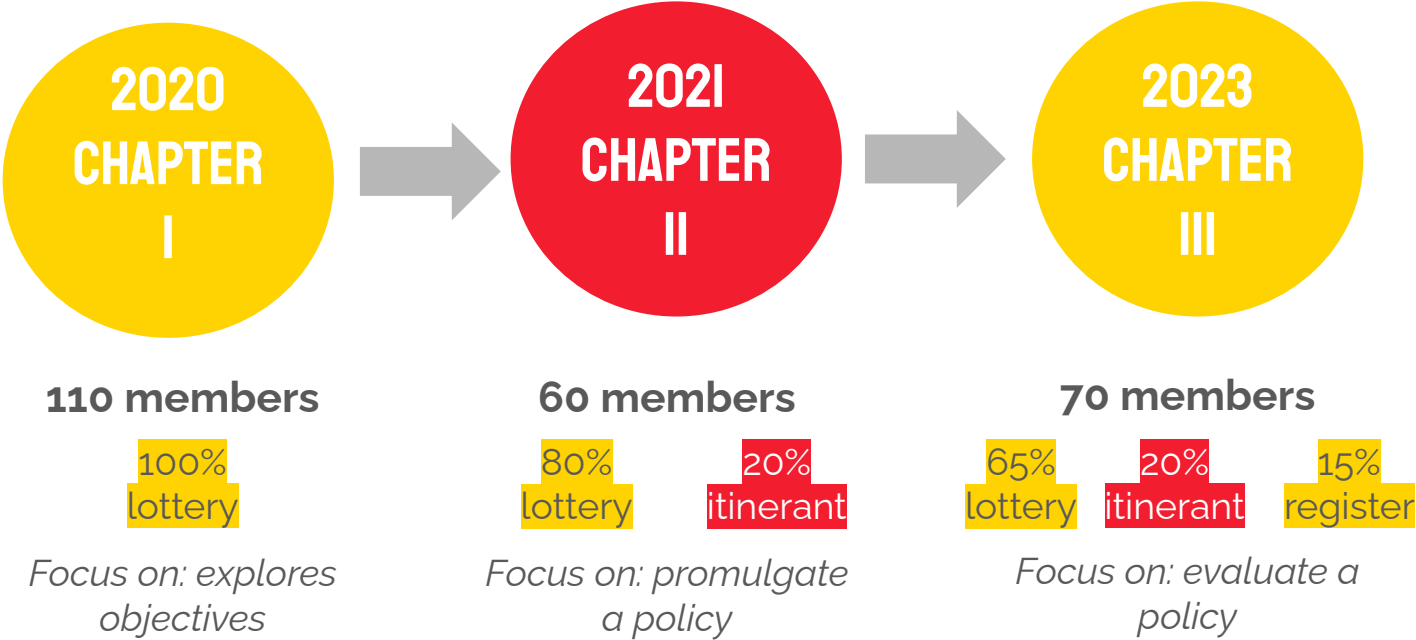 2020
CHAPTER
I
2021
CHAPTER
II
2023
CHAPTER
III
110 members
100%
lottery
Focus on: explores
objectives
60 members
80%
lottery
20%
itinerant
Focus on: promulgate
a policy
70 members
65%
lottery
20%
itinerant
15%
register
Focus on: evaluate a
policy